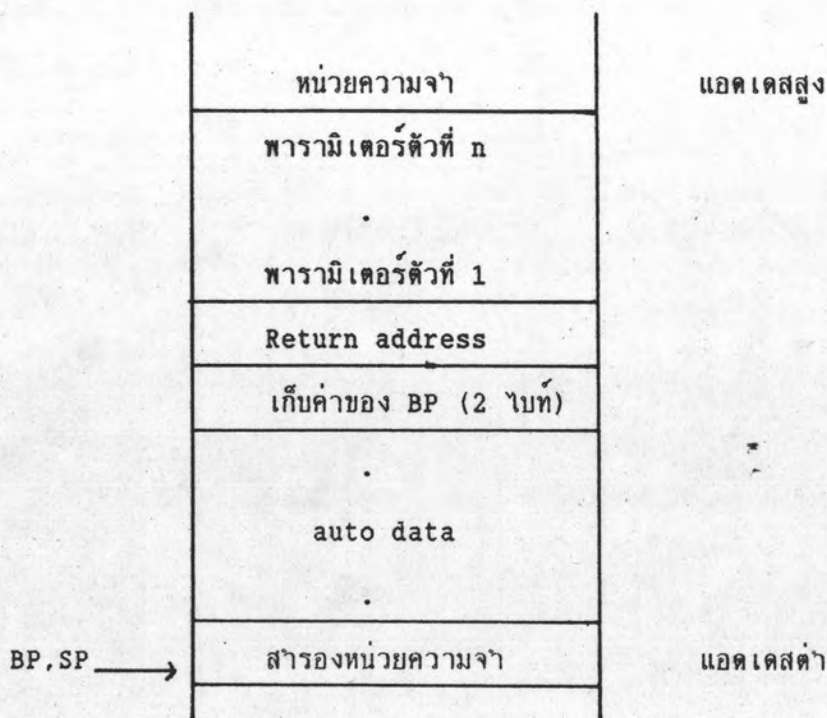 หน่วยความจำ แอดเดสสูง
พารามิเตอร์ตัวที่ n
.
พารามิเตอร์ตัวที่ 1
Return address
เก็บค่าของ BP (2 ไบท์)
.
auto data
.
BP,SP สำรองหน่วยความจำ แอดเดสต่ำ